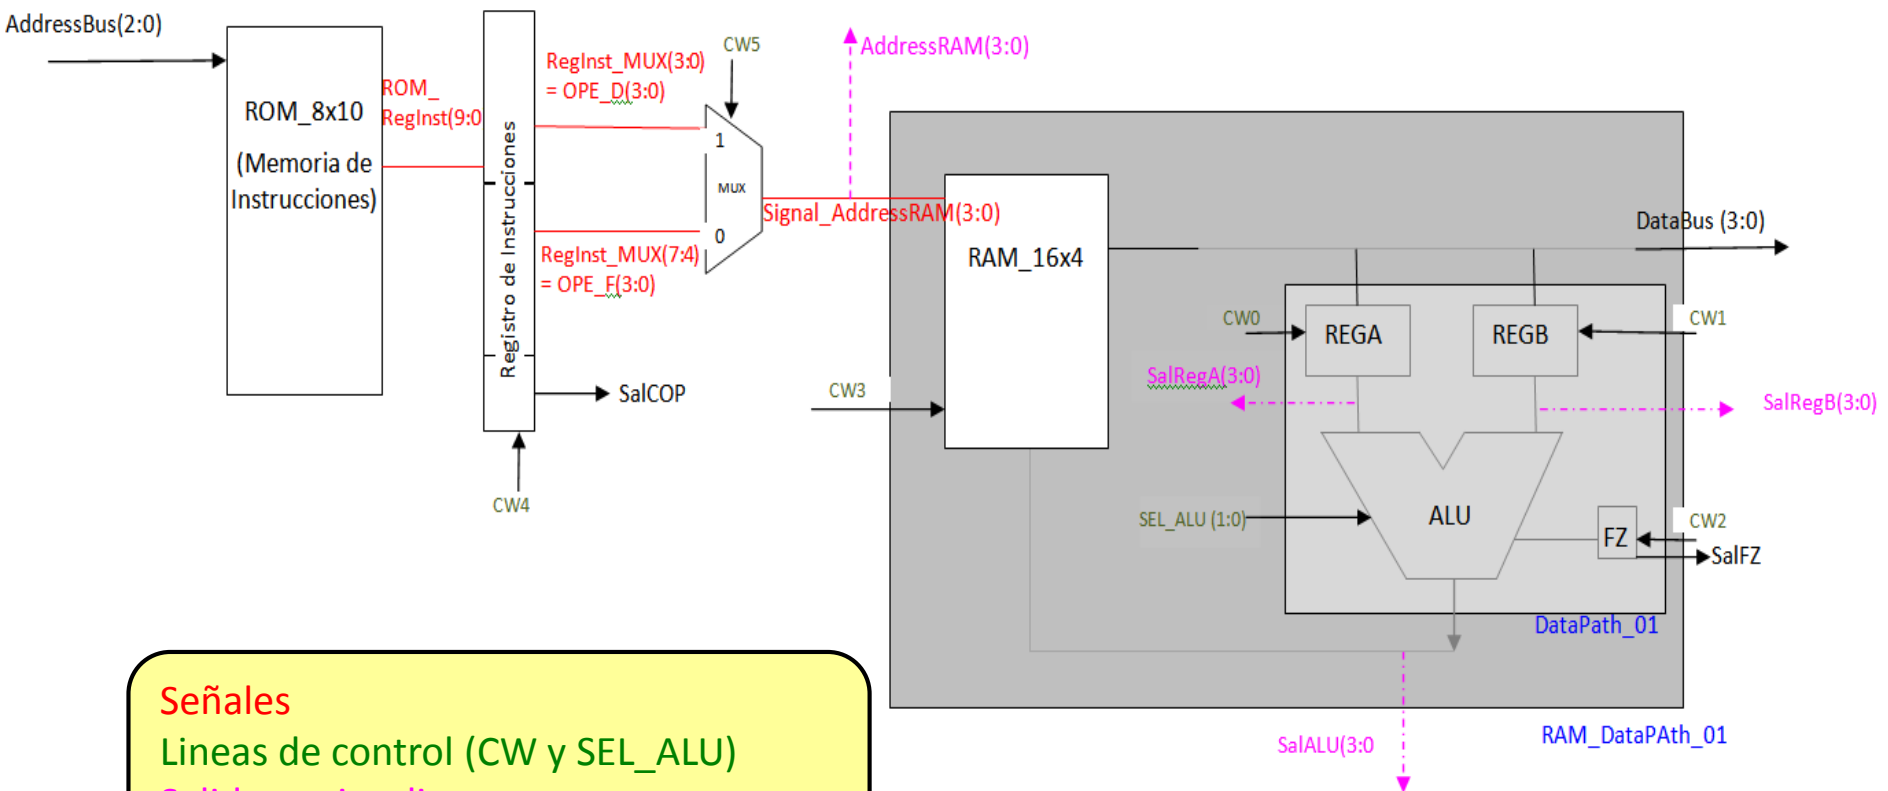 AddressBus(2:0)
ROM_8x10
(Memoria de
Instrucciones)
ROM_
RegInst(9:0
Registro de Instrucciones
RegInst_MUX(3:0)
= OPE_D(3:0)
RegInst_MUX(7:4)
= OPE_F(3:0)
SalCOP
CW4
CW5
1
MUX
0
AddressRAM(3:0)
Signal_AddressRAM(3:0)
RAM_16x4
CW3
DataBus (3:0)
CW0
REGA
REGB
CW1
SalRegA(3:0)
SalRegB(3:0)
SEL_ALU (1:0)
ALU
FZ
CW2
SalFZ
DataPath_01
RAM_DataPAth_01
SalALU(3:0
Señales
Lineas de control (CW y SEL_ALU)